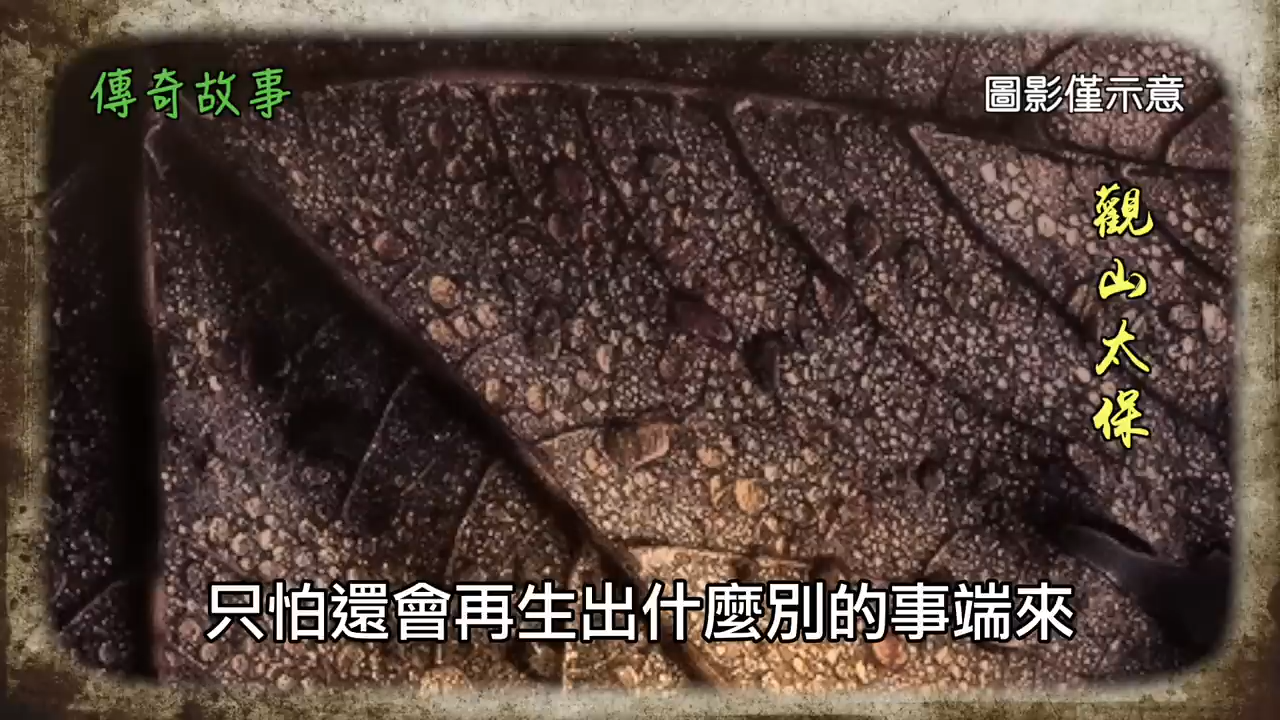 傳奇故事
圖影僅示意
觀山太保
只怕還會再生出什麼別的事端來